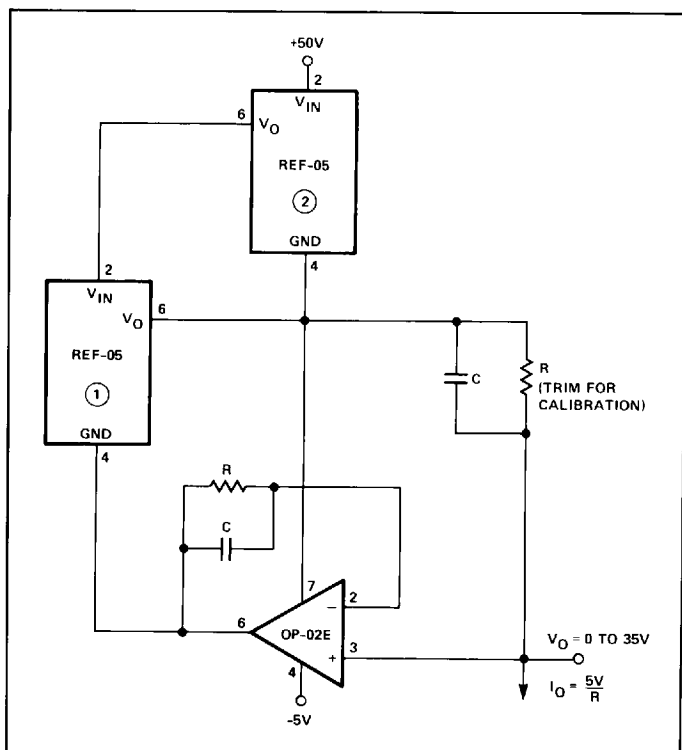 +50V
2
V_IN
6
V_O
REF-05
2
GND
4
2
V_IN
6
V_O
REF-05
1
GND
4
C
R
(TRIM FOR
CALIBRATION)
R
C
7
2
−
6
OP-02E
3
+
4
-5V
V_O = 0 TO 35V
I_O = 5V/R